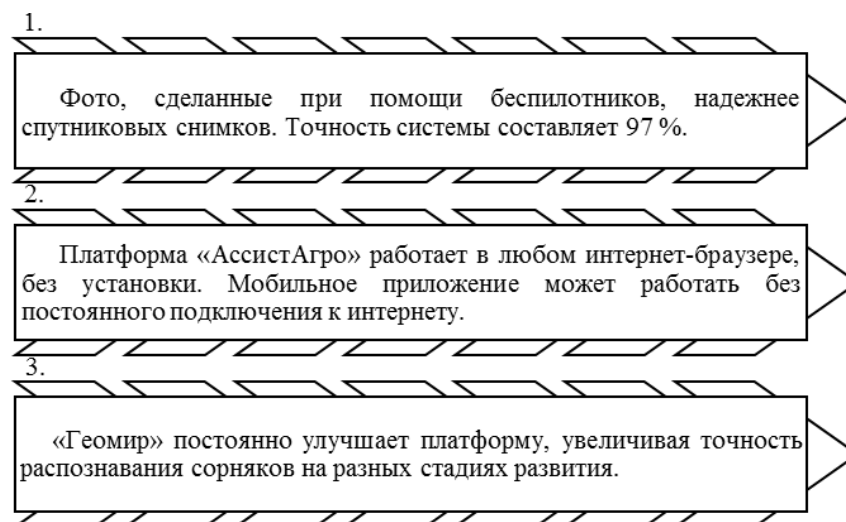 1.
Фото, сделанные при помощи беспилотников, надежнее
спутниковых снимков. Точность системы составляет 97 %.
2.
Платформа «АссистАгро» работает в любом интернет-браузере,
без установки. Мобильное приложение может работать без
постоянного подключения к интернету.
3.
«Геомир» постоянно улучшает платформу, увеличивая точность
распознавания сорняков на разных стадиях развития.